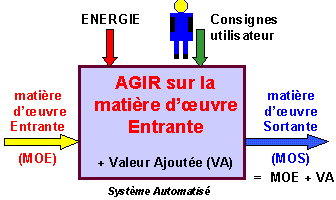 ENERGIE
Consignes
utilisateur
AGIR sur la
matière d'œuvre
Entrante
+ Valeur Ajoutée (VA)
matière
d'œuvre
Entrante
(MOE)
matière
d'œuvre
Sortante
(MOS)
= MOE + VA
Système Automatisé